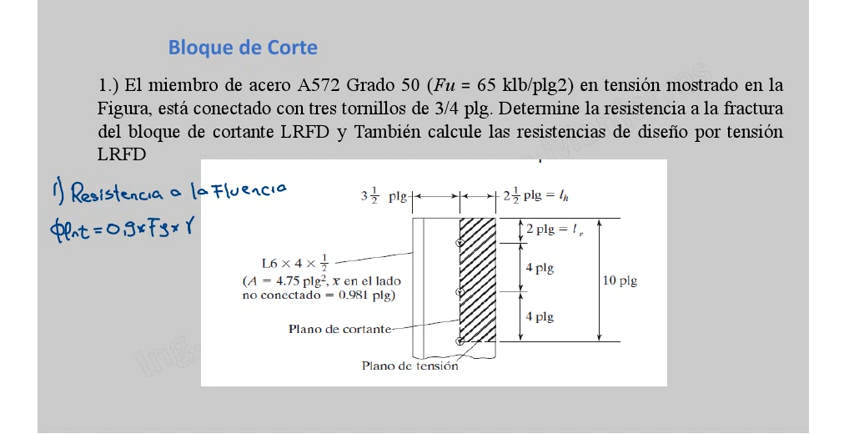 Bloque de Corte
1.) El miembro de acero A572 Grado 50 (Fu = 65 klb/plg2) en tensión mostrado en la
Figura, está conectado con tres tornillos de 3/4 plg. Determine la resistencia a la fractura
del bloque de cortante LRFD y También calcule las resistencias de diseño por tensión
LRFD
1) Resistencia a la Fluencia
ϕPnt = 0,9 x Fy x
3 1/2 plg
2 1/2 plg = lh
2 plg = lv
L6 × 4 × 1/2
(A = 4.75 plg², x en el lado
no conectado = 0.981 plg)
4 plg
10 plg
4 plg
Plano de cortante
Plano de tensión